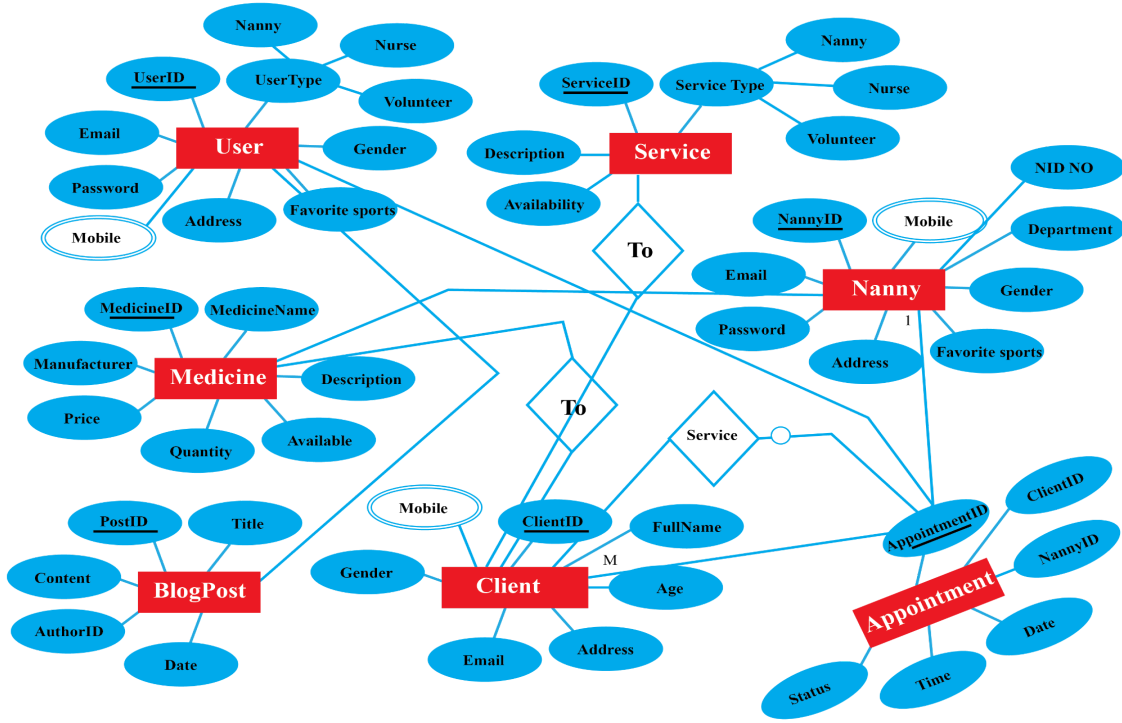 Nanny
Nurse
UserID
UserType
Volunteer
Email
User
Gender
Password
Mobile
Address
Favorite sports
Nanny
ServiceID
Service Type
Nurse
Description
Service
Volunteer
Availability
To
NID NO
NannyID
Mobile
Department
Email
Nanny
Gender
Password
1
Address
Favorite sports
MedicineID
MedicineName
Manufacturer
Medicine
Description
Price
Quantity
Available
To
Service
PostID
Title
Content
BlogPost
AuthorID
Date
Mobile
ClientID
FullName
Gender
Client
M
Age
Email
Address
AppointmentID
ClientID
NannyID
Appointment
Date
Time
Status